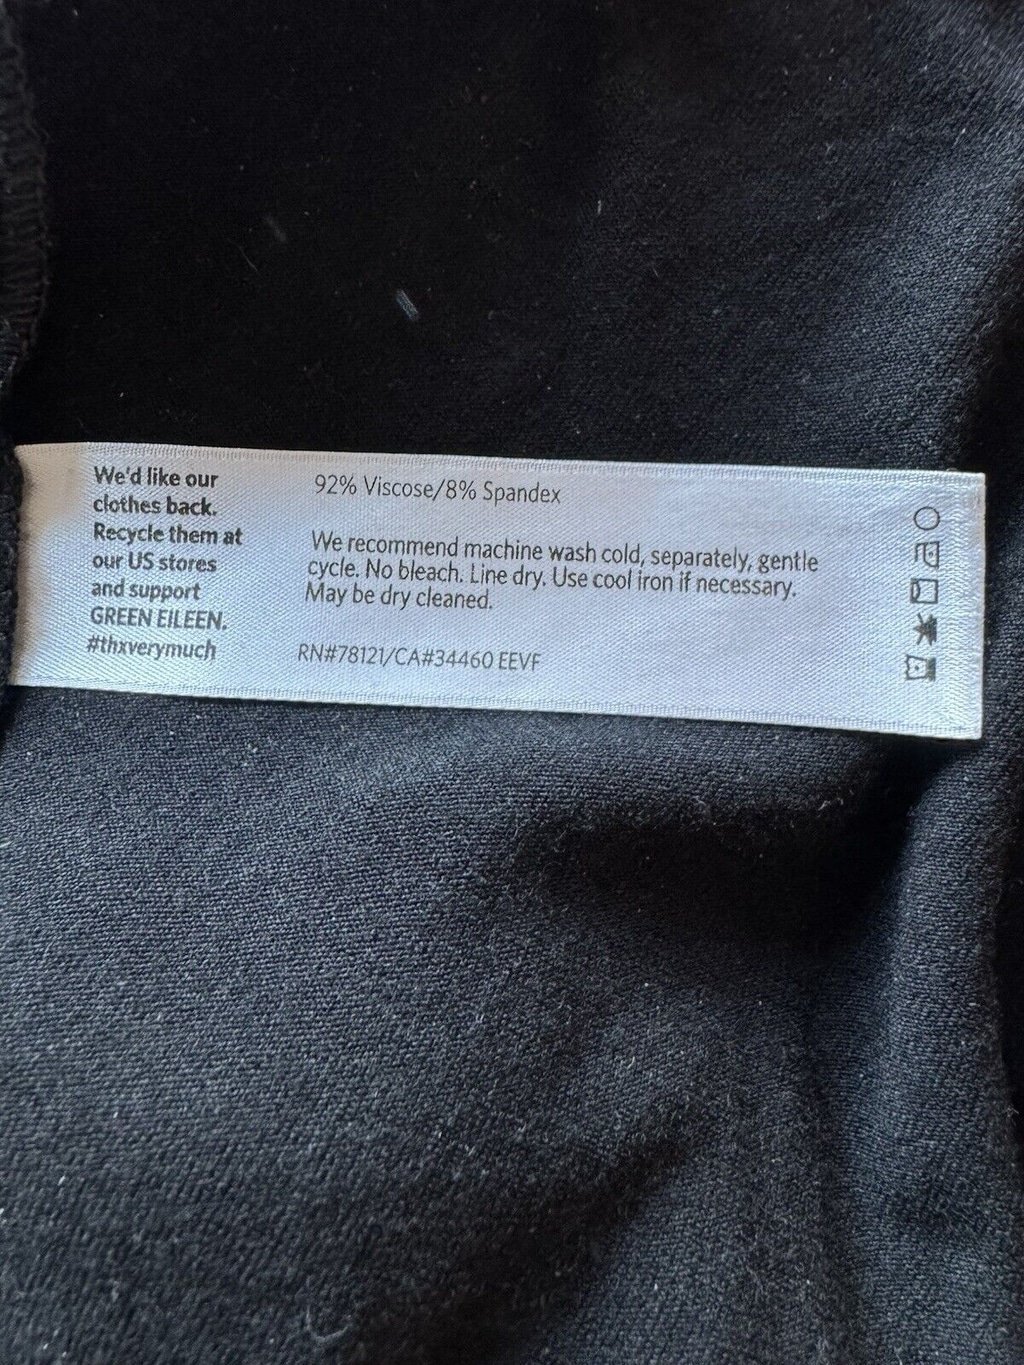 We'd like our
clothes back.
Recycle them at
our US stores
and support
GREEN EILEEN.
#thxverymuch
92% Viscose/8% Spandex
We recommend machine wash cold, separately, gentle
cycle. No bleach. Line dry. Use cool iron if necessary.
May be dry cleaned.
RN#78121/CA#34460 EEVF